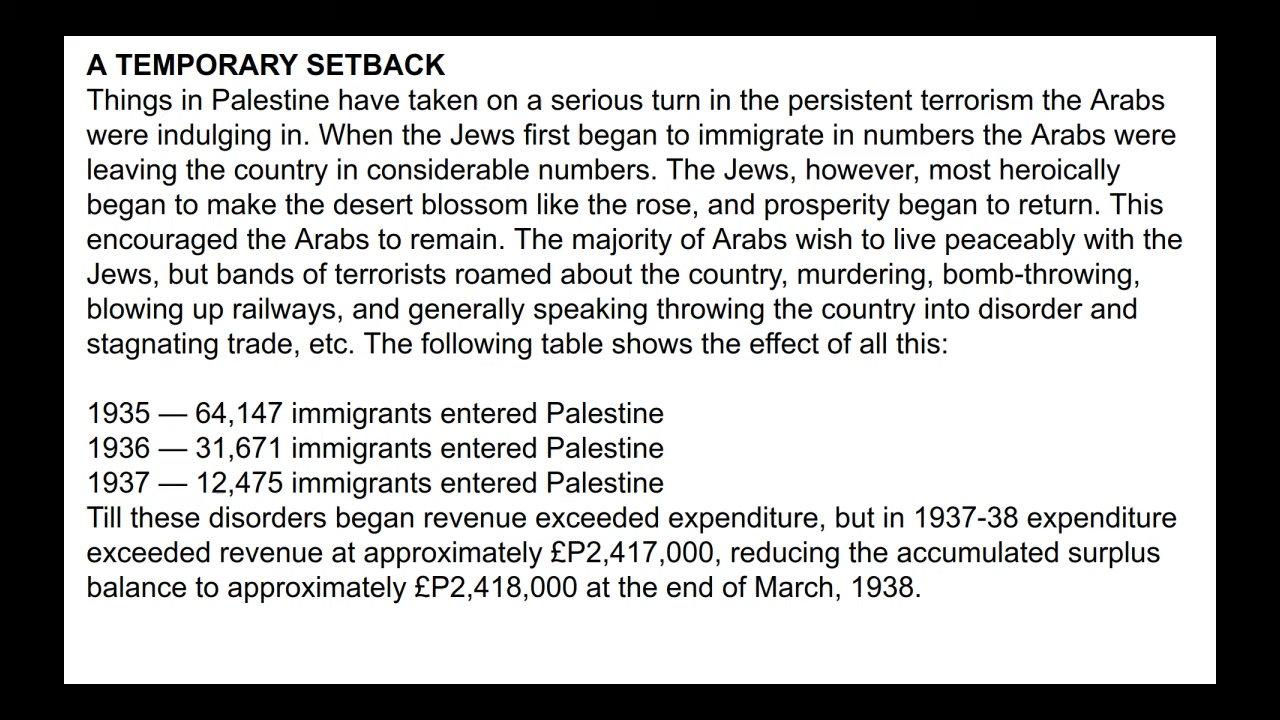 A TEMPORARY SETBACK
Things in Palestine have taken on a serious turn in the persistent terrorism the Arabs
were indulging in. When the Jews first began to immigrate in numbers the Arabs were
leaving the country in considerable numbers. The Jews, however, most heroically
began to make the desert blossom like the rose, and prosperity began to return. This
encouraged the Arabs to remain. The majority of Arabs wish to live peaceably with the
Jews, but bands of terrorists roamed about the country, murdering, bomb-throwing,
blowing up railways, and generally speaking throwing the country into disorder and
stagnating trade, etc. The following table shows the effect of all this:
1935 — 64,147 immigrants entered Palestine
1936 — 31,671 immigrants entered Palestine
1937 — 12,475 immigrants entered Palestine
Till these disorders began revenue exceeded expenditure, but in 1937-38 expenditure
exceeded revenue at approximately £P2,417,000, reducing the accumulated surplus
balance to approximately £P2,418,000 at the end of March, 1938.